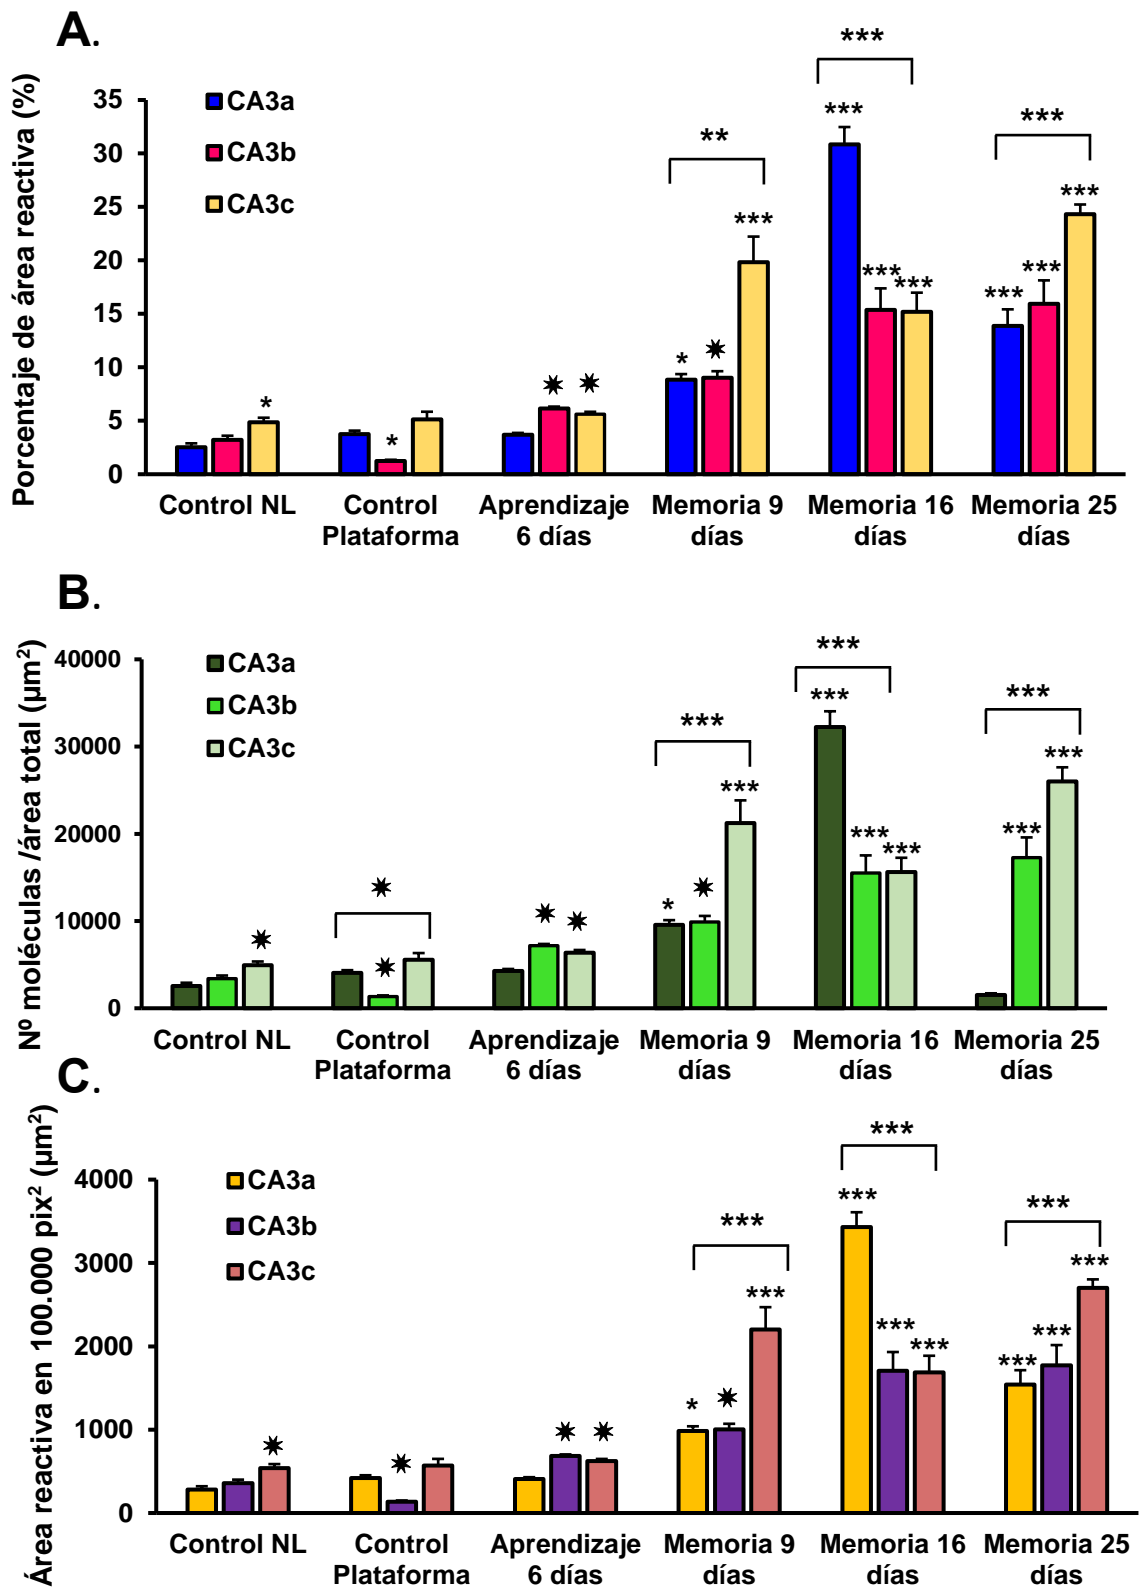 A.
Porcentaje de área reactiva (%)
35
30
25
20
15
10
5
0
CA3a
CA3b
CA3c
*
*
✷
✷
*
✷
***
**
***
***
***
***
***
***
***
***
Control NL
Control
Plataforma
Aprendizaje
6 días
Memoria 9
días
Memoria 16
días
Memoria 25
días
B.
Nº moléculas /área total (µm²)
40000
30000
20000
10000
0
CA3a
CA3b
CA3c
✷
✷
✷
✷
✷
*
✷
***
***
***
***
***
***
***
***
***
Control NL
Control
Plataforma
Aprendizaje
6 días
Memoria 9
días
Memoria 16
días
Memoria 25
días
C.
Área reactiva en 100.000 pix² (µm²)
4000
3000
2000
1000
0
CA3a
CA3b
CA3c
✷
✷
✷
✷
*
✷
***
***
***
***
***
***
***
***
***
***
Control NL
Control
Plataforma
Aprendizaje
6 días
Memoria 9
días
Memoria 16
días
Memoria 25
días